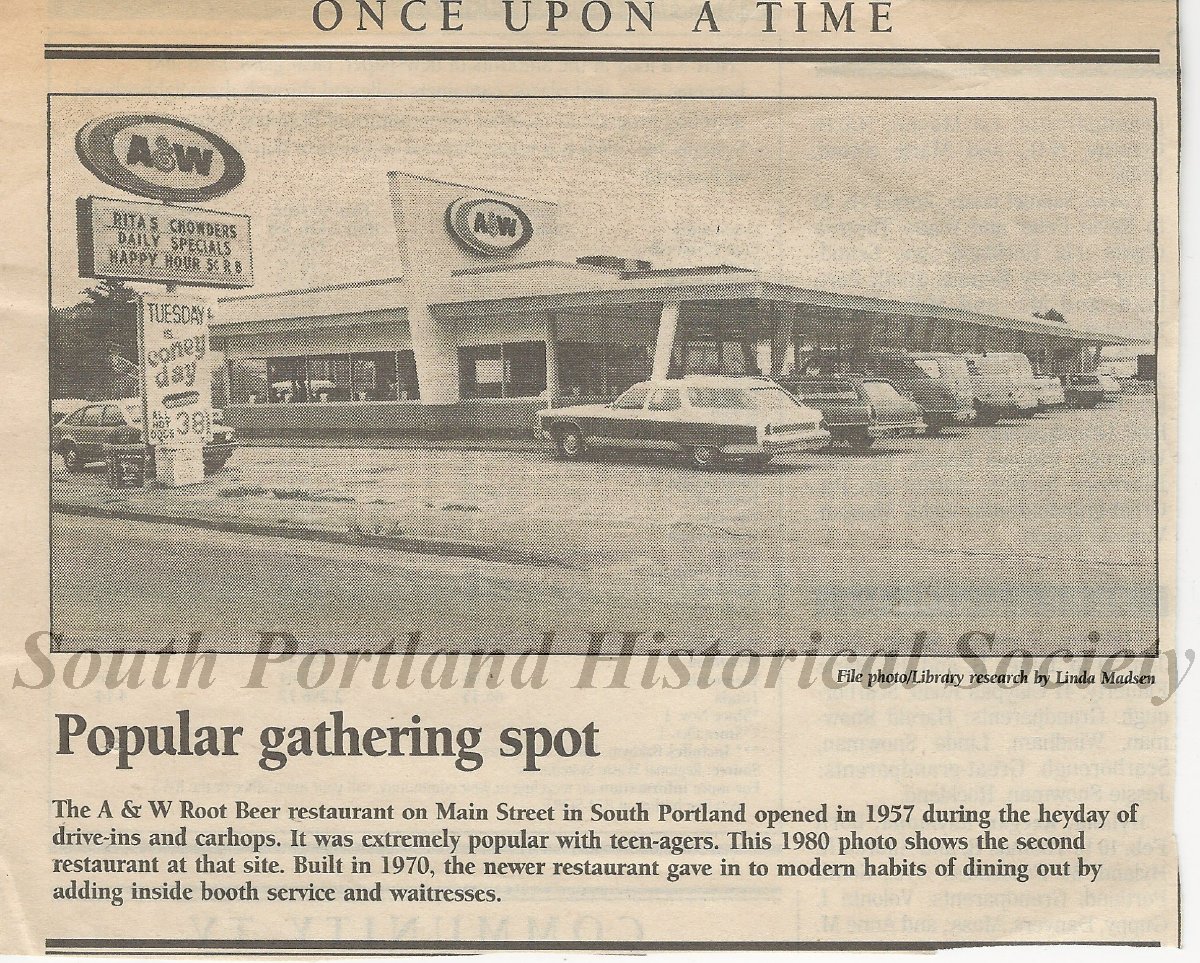 ONCE UPON A TIME
A&W
RITA'S CHOWDERS
DAILY SPECIALS
HAPPY HOUR 5¢ R B
A&W
TUESDAY
IS
coney
day
ALL
HOT
DOGS
38¢
South Portland Historical Society
File photo/Library research by Linda Madsen
Popular gathering spot
The A & W Root Beer restaurant on Main Street in South Portland opened in 1957 during the heyday of
drive-ins and carhops. It was extremely popular with teen-agers. This 1980 photo shows the second
restaurant at that site. Built in 1970, the newer restaurant gave in to modern habits of dining out by
adding inside booth service and waitresses.
COMMUNITY TV